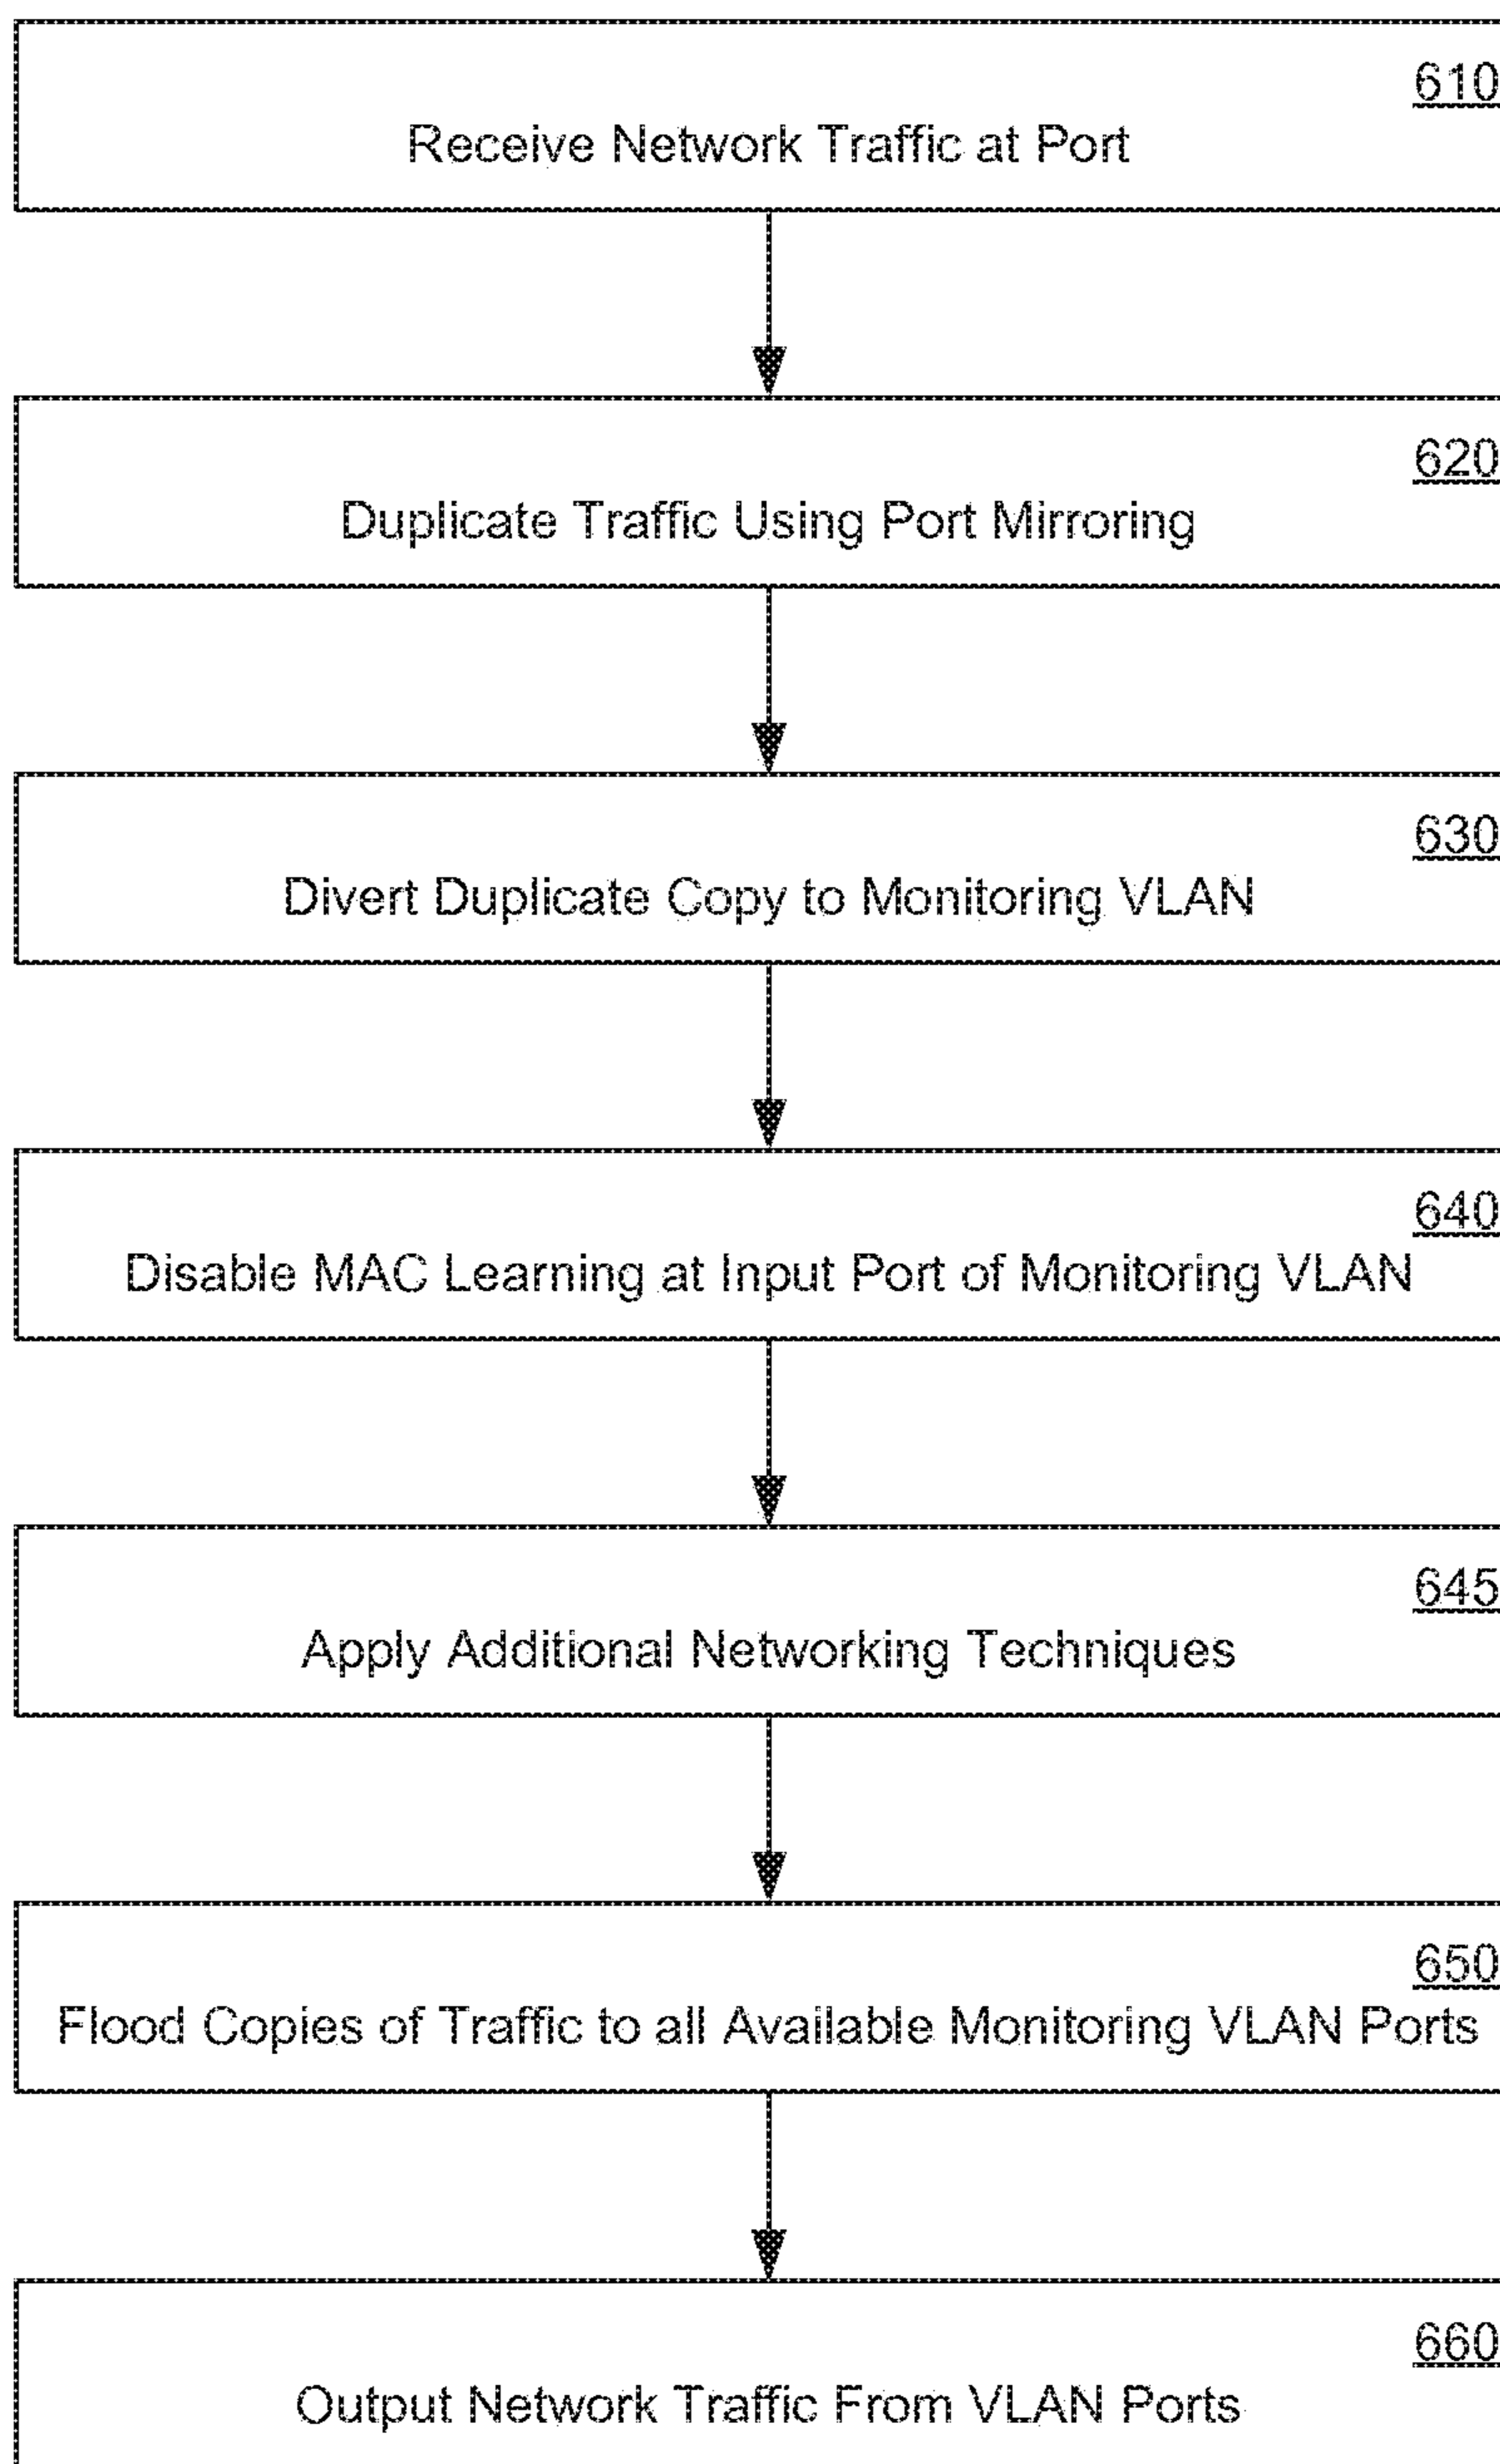 610
Receive Network Traffic at Port
620
Duplicate Traffic Using Port Mirroring
630
Divert Duplicate Copy to Monitoring VLAN
640
Disable MAC Learning at Input Port of Monitoring VLAN
645
Apply Additional Networking Techniques
650
Flood Copies of Traffic to all Available Monitoring VLAN Ports
660
Output Network Traffic From VLAN Ports